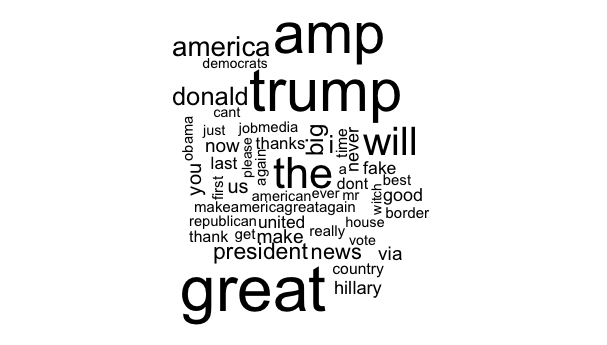 america amp
democrats
donald trump
cant
obama just job media big i time never will
now please thanks
last again the a fake
you first us dont best
american ever mr witch good
makeamericagreatagain border
republican united really house
thank get make vote
president news via
country
great hillary